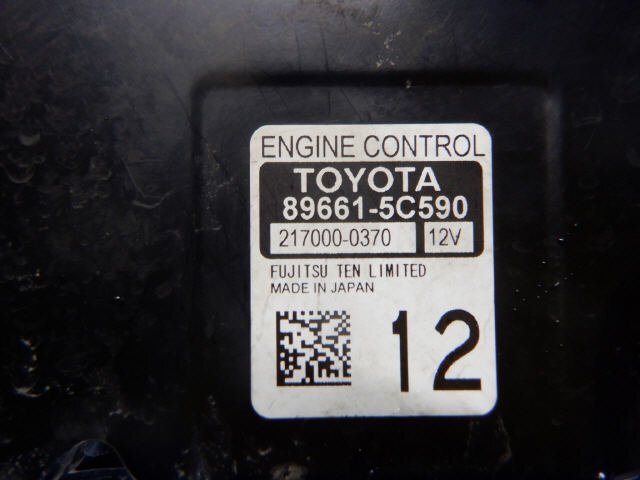 ENGINE CONTROL
TOYOTA
89661-5C590
217000-0370 12V
FUJITSU TEN LIMITED
MADE IN JAPAN
12